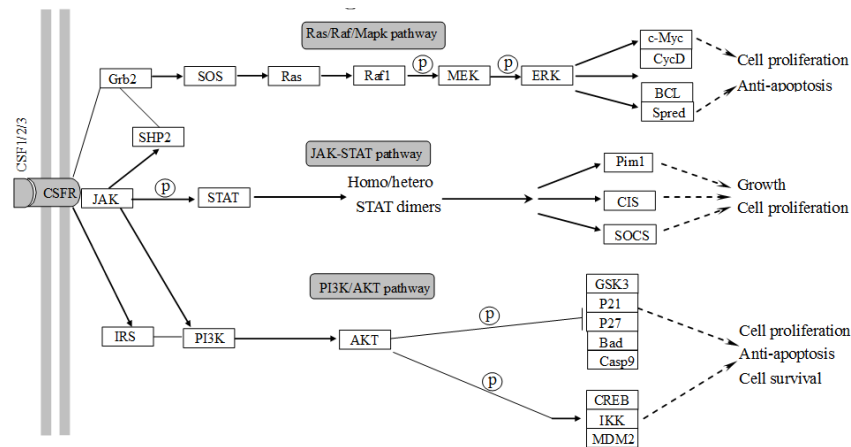 Ras/Raf/Mapk pathway
Grb2
SOS
Ras
Raf1
p
MEK
p
ERK
c-Myc
CycD
BCL
Spred
Cell proliferation
Anti-apoptosis
SHP2
CSF1/2/3
CSFR
JAK
p
STAT
JAK-STAT pathway
Homo/hetero
STAT dimers
Pim1
CIS
SOCS
Growth
Cell proliferation
PI3K/AKT pathway
IRS
PI3K
AKT
p
p
GSK3
P21
P27
Bad
Casp9
CREB
IKK
MDM2
Cell proliferation
Anti-apoptosis
Cell survival